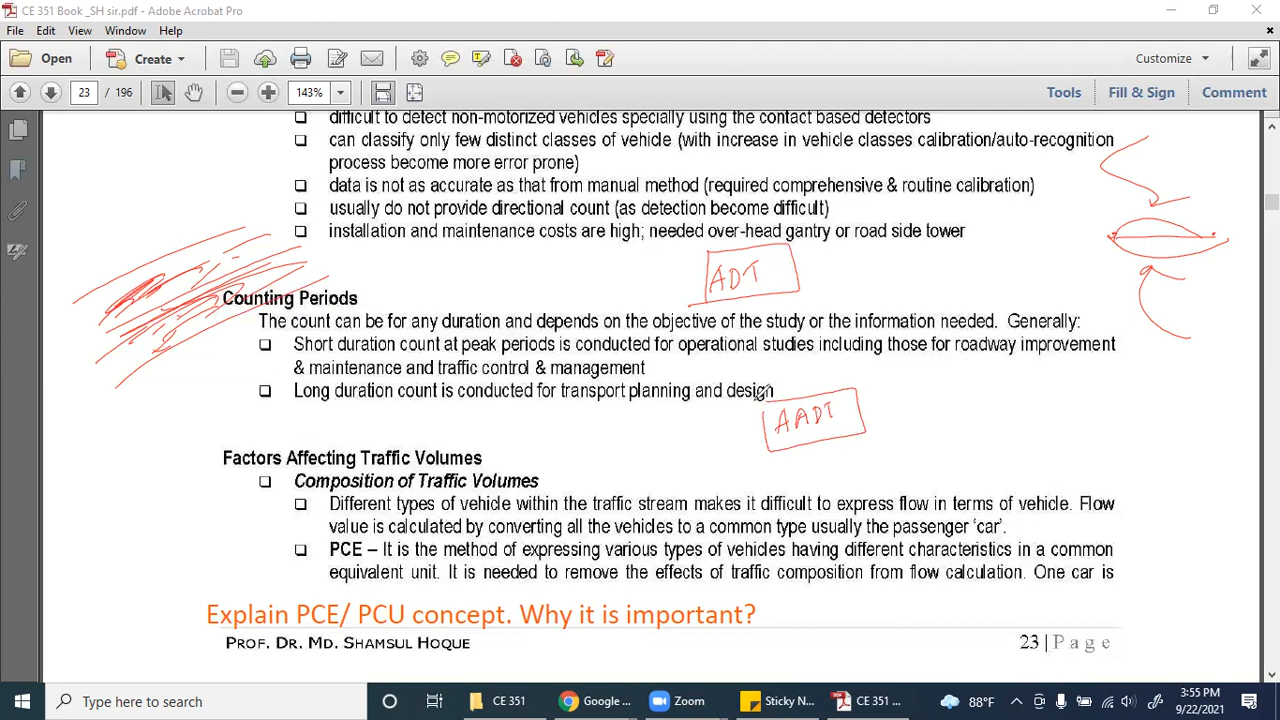 CE 351 Book _SH sir.pdf - Adobe Acrobat Pro
File Edit View Window Help
Open Create Customize
23 / 196 143% Tools Fill & Sign Comment
❑ difficult to detect non-motorized vehicles specially using the contact based detectors
❑ can classify only few distinct classes of vehicle (with increase in vehicle classes calibration/auto-recognition
process become more error prone)
❑ data is not as accurate as that from manual method (required comprehensive & routine calibration)
❑ usually do not provide directional count (as detection become difficult)
❑ installation and maintenance costs are high; needed over-head gantry or road side tower
ADT
Counting Periods
The count can be for any duration and depends on the objective of the study or the information needed. Generally:
❑ Short duration count at peak periods is conducted for operational studies including those for roadway improvement
& maintenance and traffic control & management
❑ Long duration count is conducted for transport planning and design
AADT
Factors Affecting Traffic Volumes
❑ Composition of Traffic Volumes
❑ Different types of vehicle within the traffic stream makes it difficult to express flow in terms of vehicle. Flow
value is calculated by converting all the vehicles to a common type usually the passenger 'car'.
❑ PCE – It is the method of expressing various types of vehicles having different characteristics in a common
equivalent unit. It is needed to remove the effects of traffic composition from flow calculation. One car is
Explain PCE/ PCU concept. Why it is important?
PROF. DR. MD. SHAMSUL HOQUE 23 | Page
Type here to search CE 351 Google ... Zoom Sticky N... CE 351 ... 88°F 3:55 PM
9/22/2021